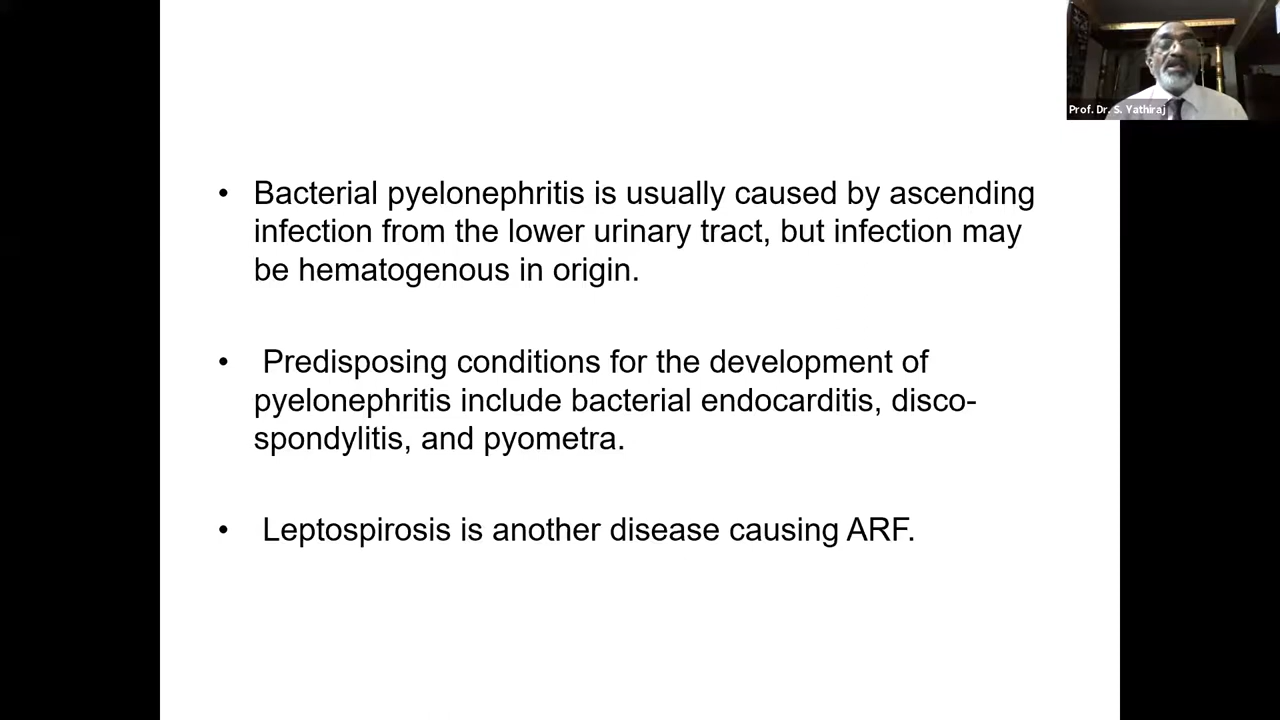 Prof. Dr. S. Yathiraj
• Bacterial pyelonephritis is usually caused by ascending
infection from the lower urinary tract, but infection may
be hematogenous in origin.
• Predisposing conditions for the development of
pyelonephritis include bacterial endocarditis, disco-
spondylitis, and pyometra.
• Leptospirosis is another disease causing ARF.